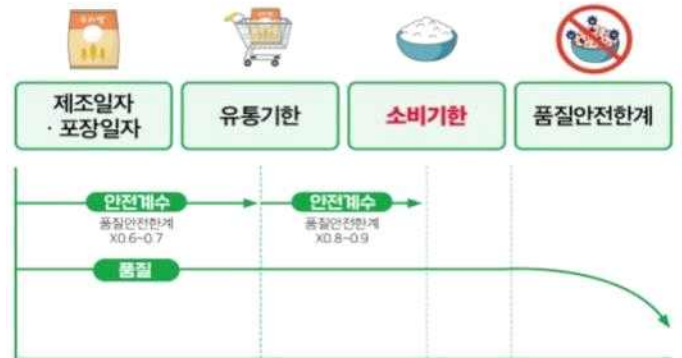 제조일자
· 포장일자
유통기한
소비기한
품질안전한계
안전계수
품질안전한계
X0.6~0.7
안전계수
품질안전한계
X0.8~0.9
품질